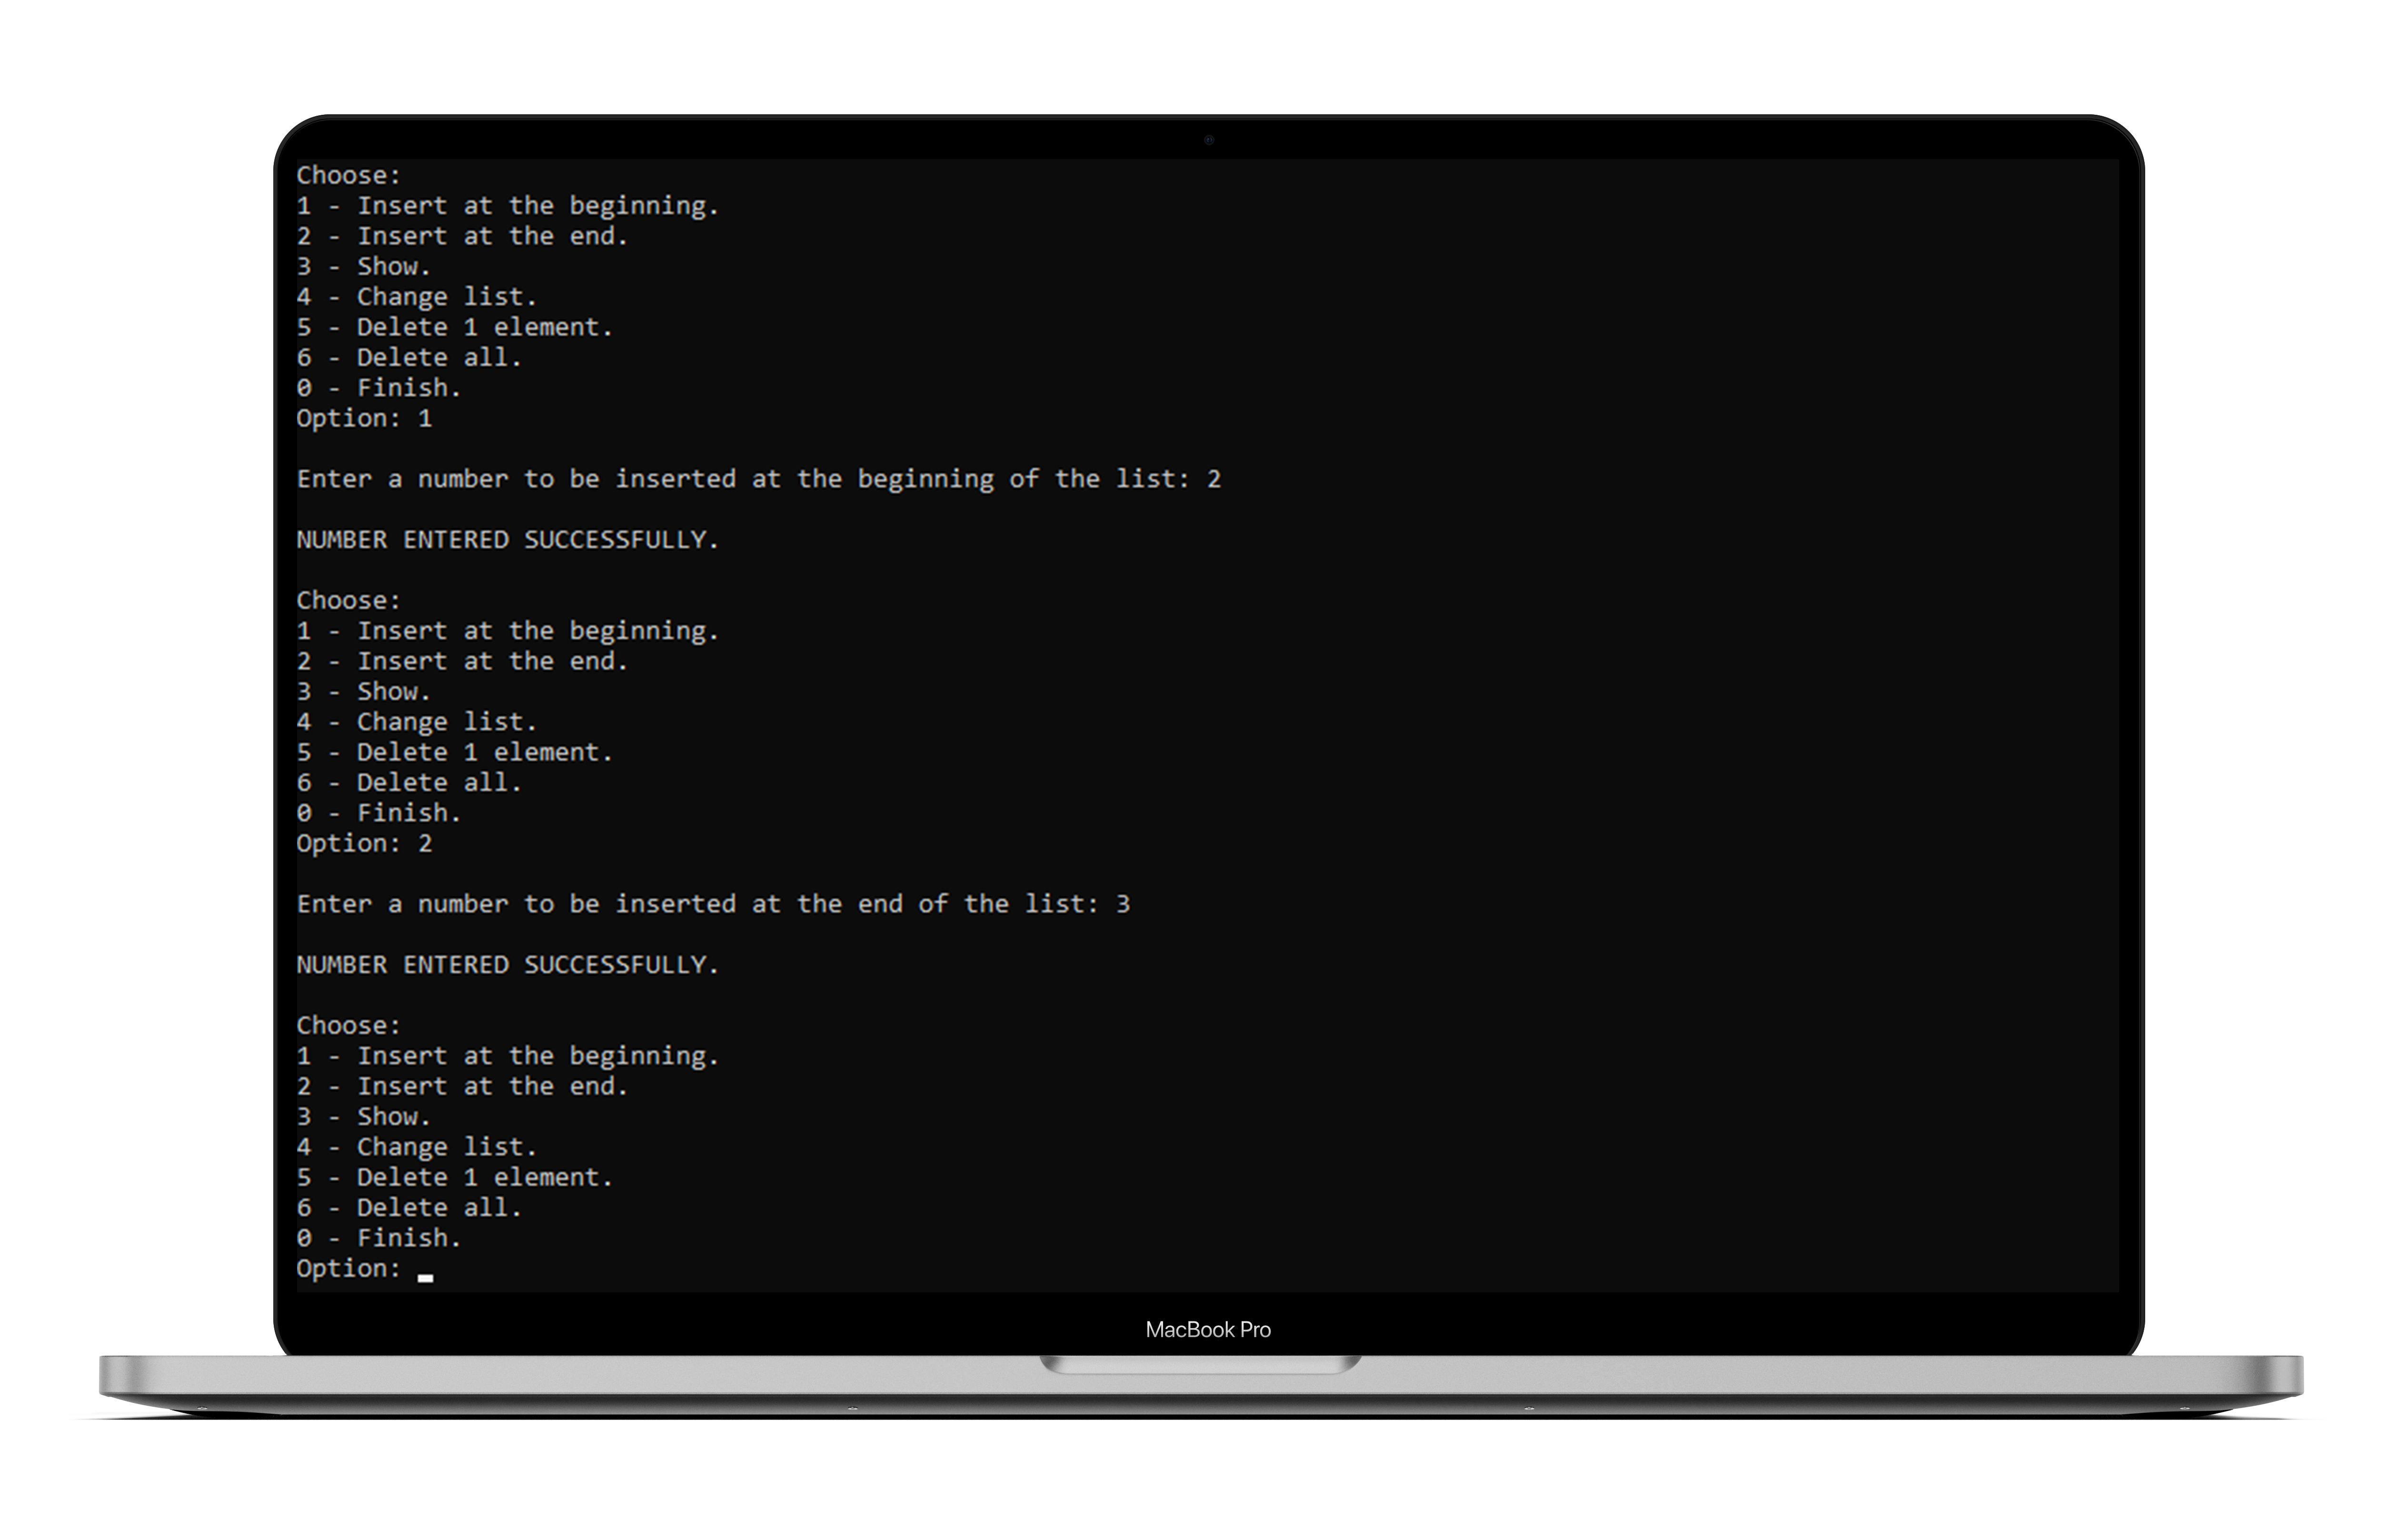 Choose:
1 - Insert at the beginning.
2 - Insert at the end.
3 - Show.
4 - Change list.
5 - Delete 1 element.
6 - Delete all.
0 - Finish.
Option: 1
Enter a number to be inserted at the beginning of the list: 2
NUMBER ENTERED SUCCESSFULLY.
Choose:
1 - Insert at the beginning.
2 - Insert at the end.
3 - Show.
4 - Change list.
5 - Delete 1 element.
6 - Delete all.
0 - Finish.
Option: 2
Enter a number to be inserted at the end of the list: 3
NUMBER ENTERED SUCCESSFULLY.
Choose:
1 - Insert at the beginning.
2 - Insert at the end.
3 - Show.
4 - Change list.
5 - Delete 1 element.
6 - Delete all.
0 - Finish.
Option:
MacBook Pro